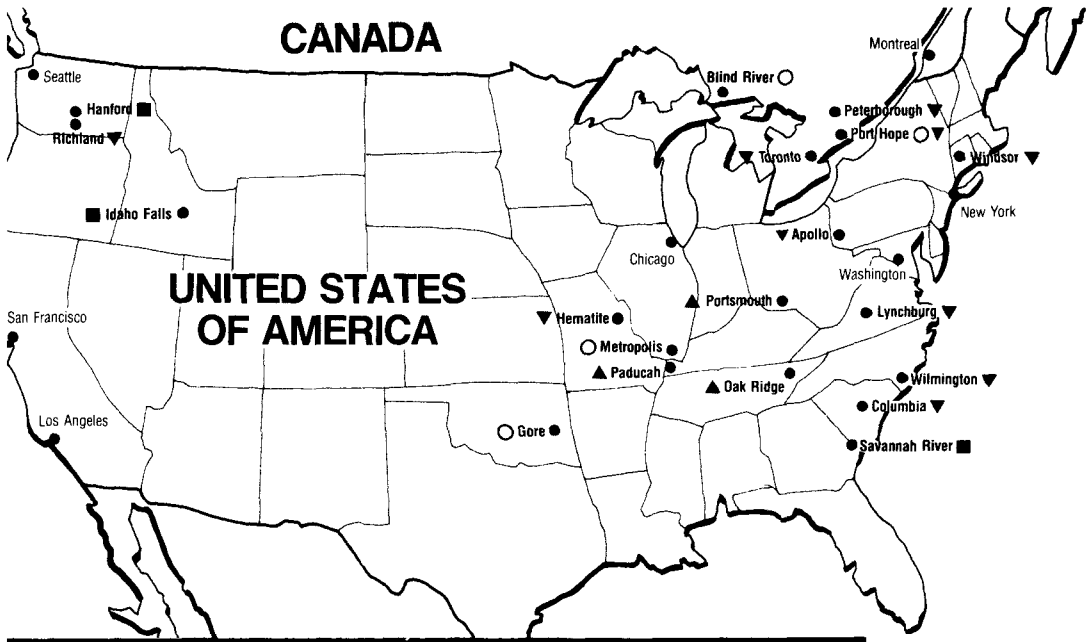 CANADA
Montreal
Seattle
Blind River
Hanford
Peterborough
Richland
Port Hope
Toronto
Windsor
Idaho Falls
New York
Apollo
Chicago
Washington
UNITED STATES
OF AMERICA
Portsmouth
Lynchburg
San Francisco
Hematite
Metropolis
Paducah
Oak Ridge
Wilmington
Columbia
Los Angeles
Gore
Savannah River